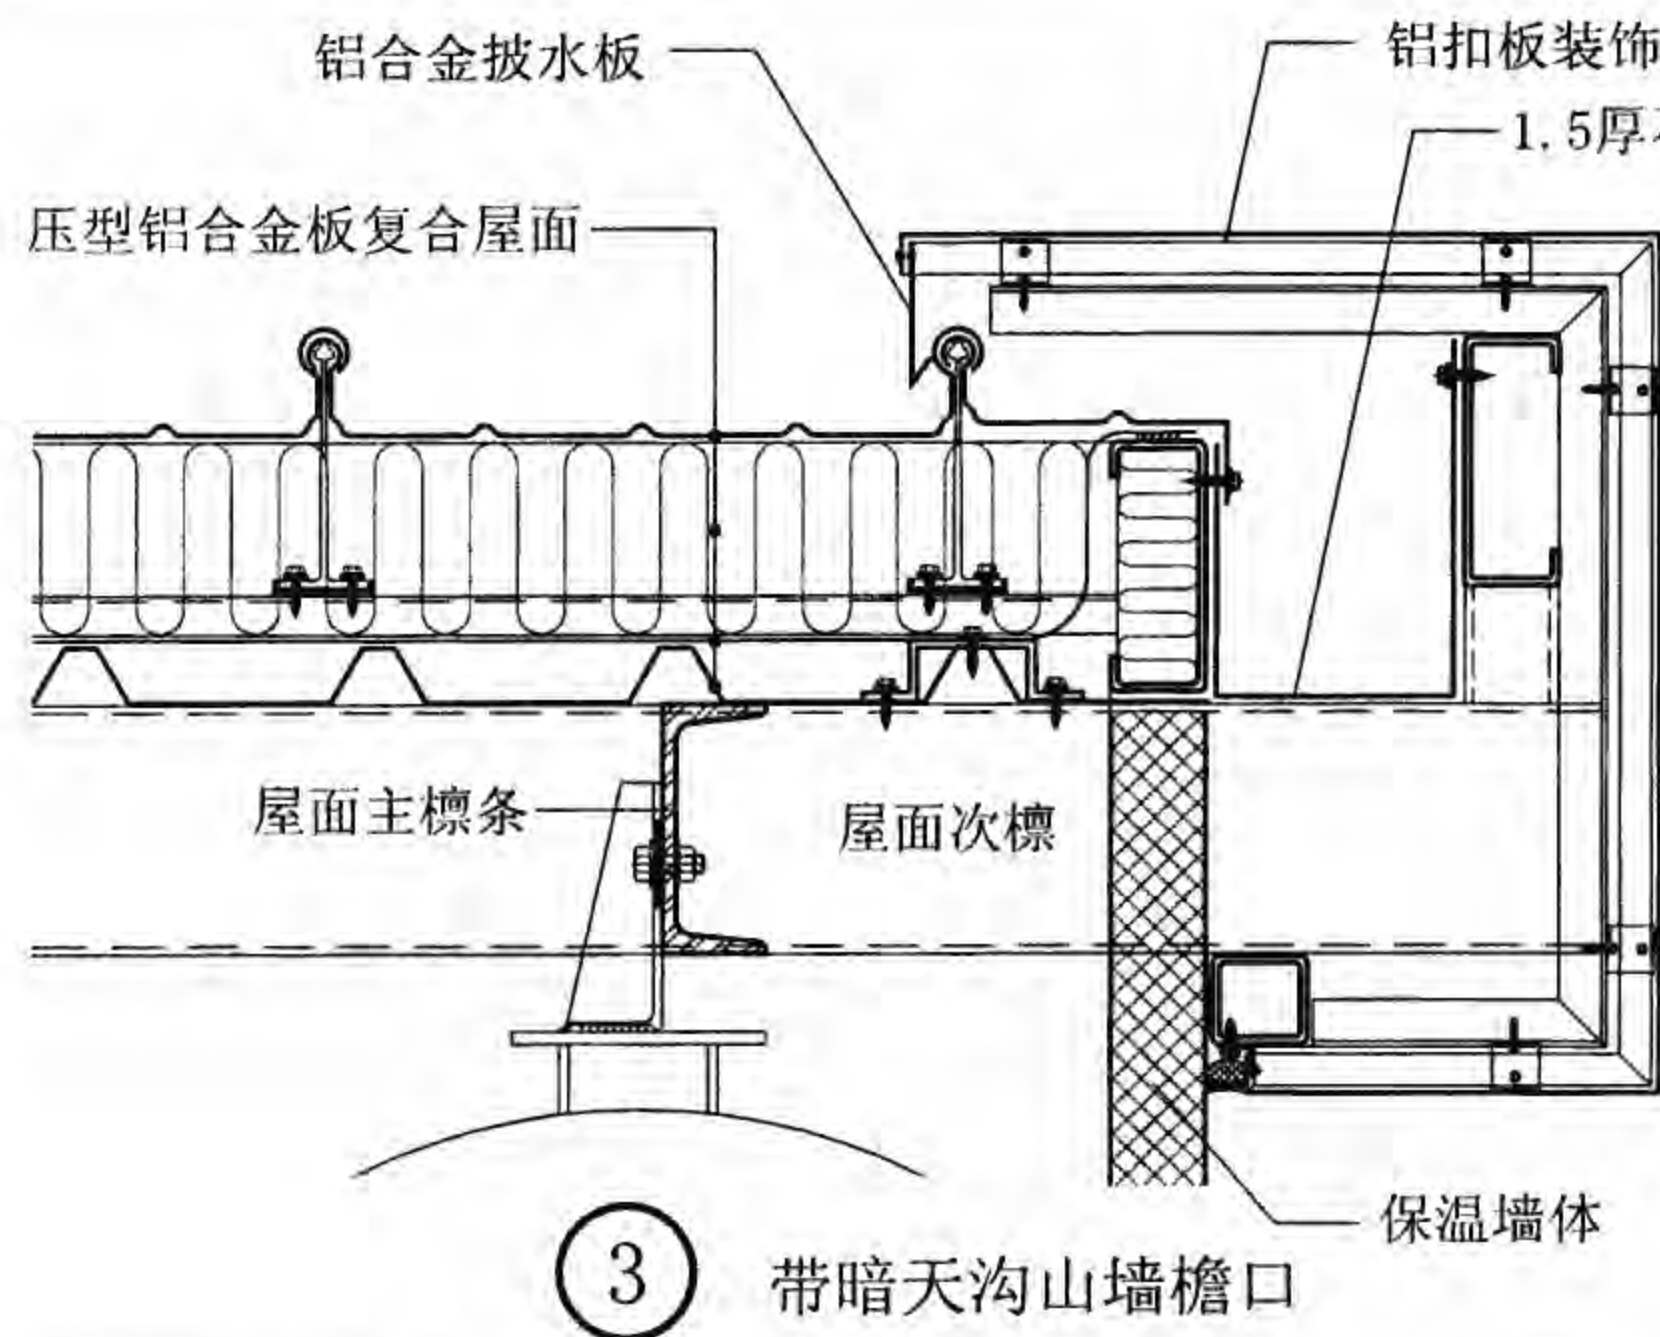 铝合金披水板
铝扣板装饰
1.5厚
压型铝合金板复合屋面
屋面主檩条
屋面次檩
保温墙体
3 带暗天沟山墙檐口